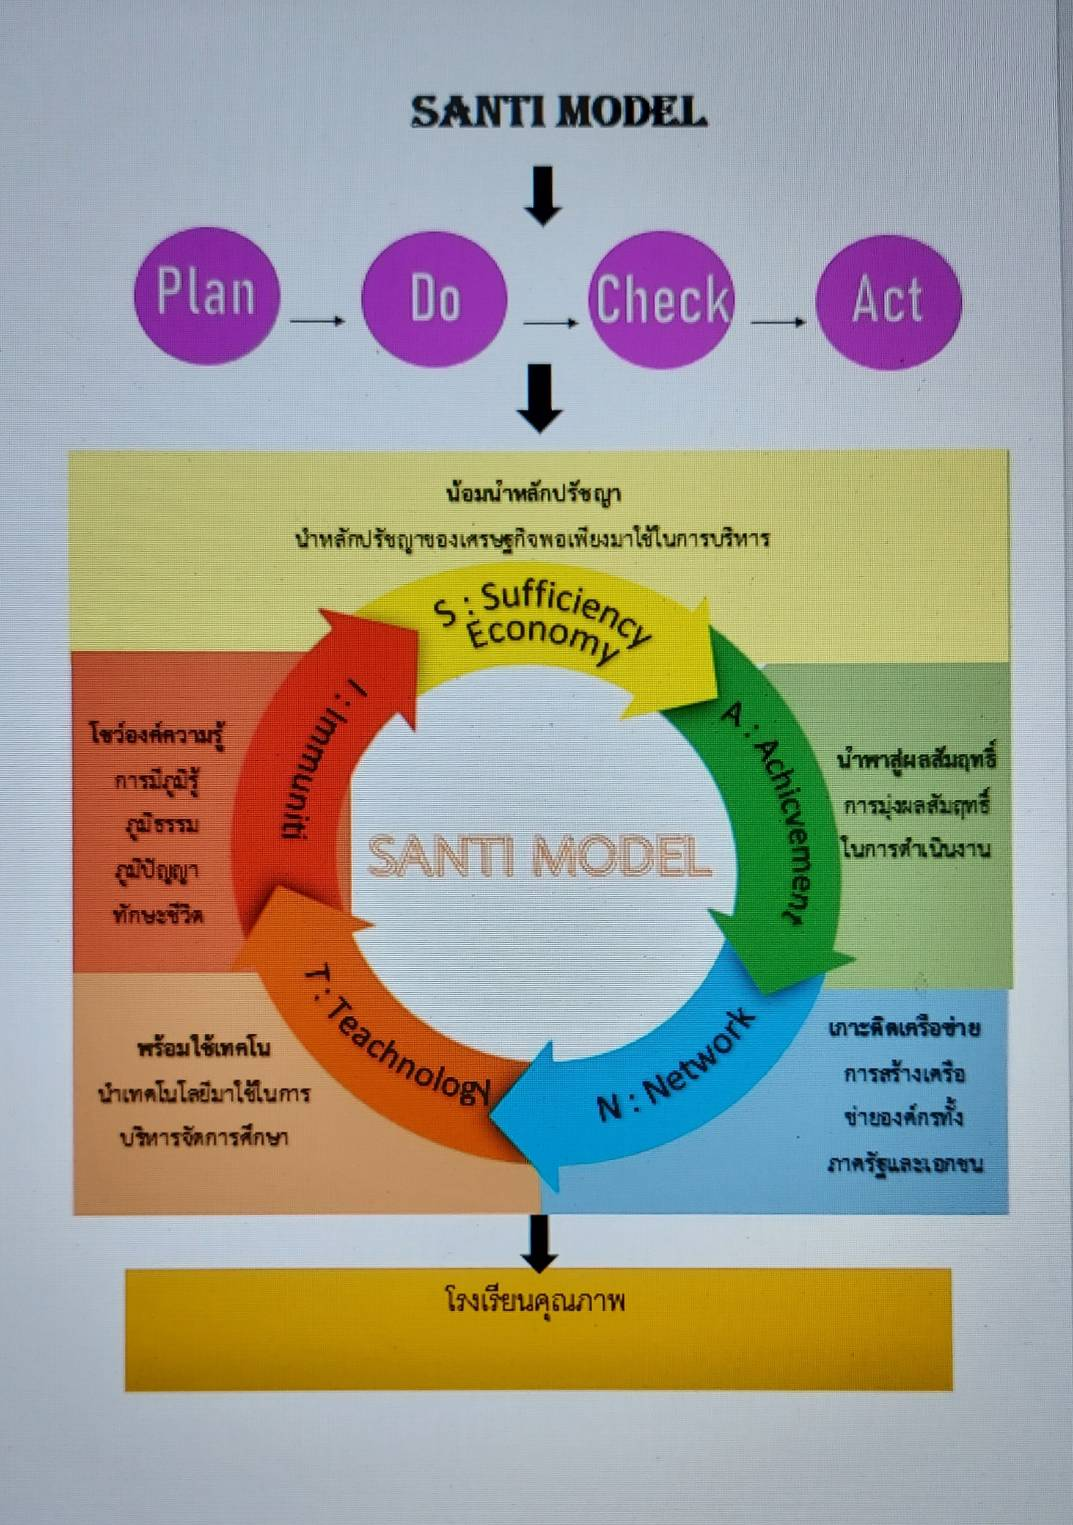 SANTI MODEL
Plan
Do
Check
Act
น้อมนำหลักปรัชญา
นำหลักปรัชญาของเศรษฐกิจพอเพียงมาใช้ในการบริหาร
S : Sufficiency
Economy
A : Achicvemeny
นำพาสู่ผลสัมฤทธิ์
การมุ่งผลสัมฤทธิ์
ในการดำเนินงาน
N : Network
เกาะติดเครือข่าย
การสร้างเครือ
ข่ายองค์กรทั้ง
ภาครัฐและเอกชน
T : Teachnology
พร้อมใช้เทคโน
นำเทคโนโลยีมาใช้ในการ
บริหารจัดการศึกษา
I : Immuniti
โชว์องค์ความรู้
การมีภูมิรู้
ภูมิธรรม
ภูมิปัญญา
ทักษะชีวิต
SANTI MODEL
โรงเรียนคุณภาพ